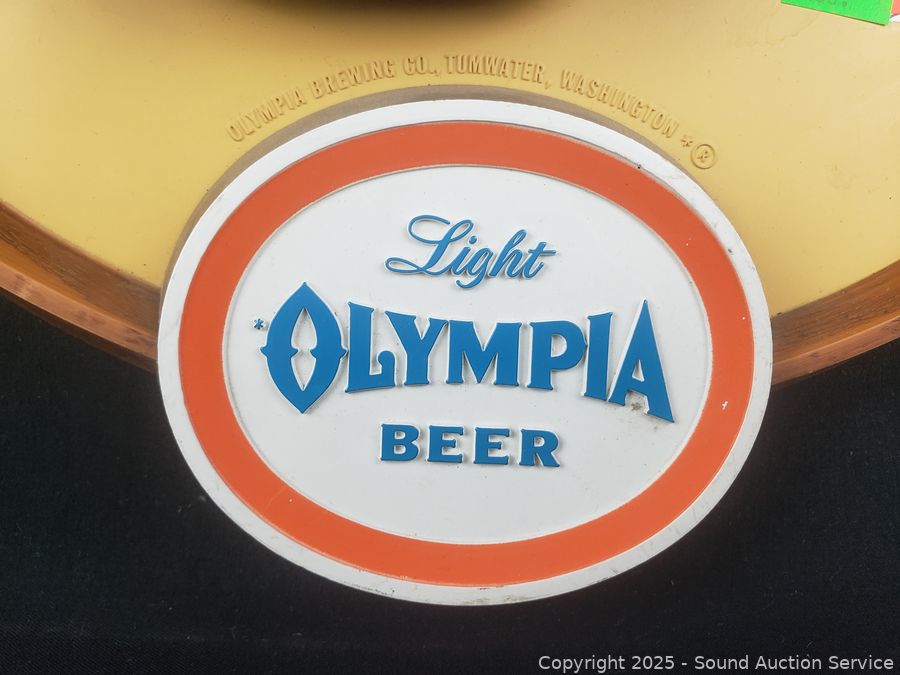 OLYMPIA BREWING CO., TUMWATER, WASHINGTON *®
Light
*OLYMPIA
BEER
Copyright 2025 - Sound Auction Service